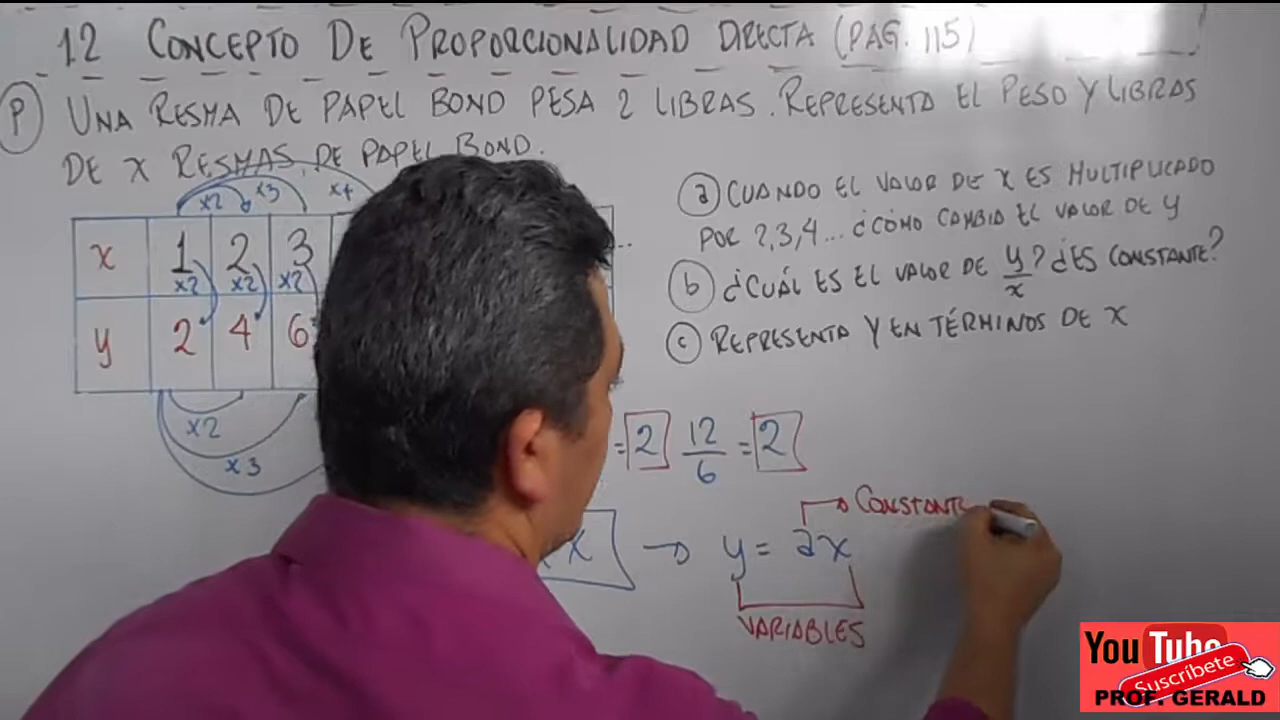 12 CONCEPTO DE PROPORCIONALIDAD DIRECTA (PAG. 115)
P UNA RESMA DE PAPEL BOND PESA 2 LIBRAS. REPRESENTA EL PESO Y LIBRAS
DE X RESMAS DE PAPEL BOND.
x2 x3 x4
x 1 2 3 ...
x2 x2 x2
y 2 4 6
x2
x3
a CUANDO EL VALOR DE X ES MULTIPLICADO
POR 2,3,4... ¿CÓMO CAMBIA EL VALOR DE Y
b ¿CUÁL ES EL VALOR DE y/x? ¿ES CONSTANTE?
c REPRESENTA Y EN TÉRMINOS DE X
= 2 12/6 = 2
CONSTANTE
x → y = 2x
VARIABLES
YouTube
Suscríbete
PROF. GERALD